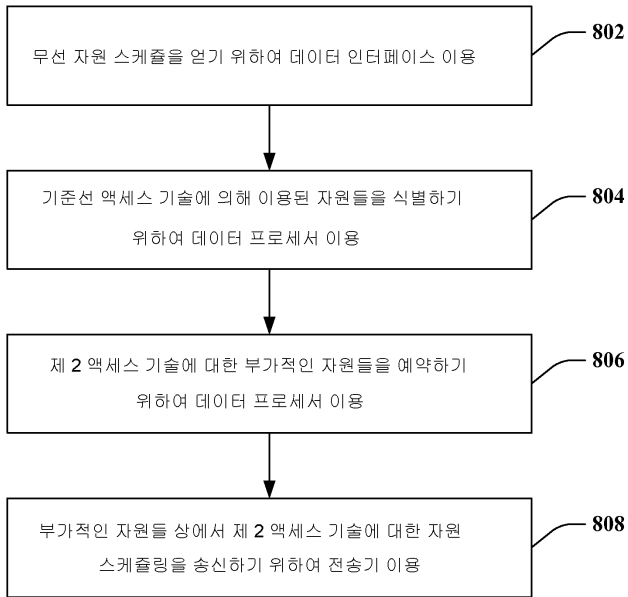 무선 자원 스케쥴을 얻기 위하여 데이터 인터페이스 이용
802
기준선 액세스 기술에 의해 이용된 자원들을 식별하기
위하여 데이터 프로세서 이용
804
제 2 액세스 기술에 대한 부가적인 자원들을 예약하기
위하여 데이터 프로세서 이용
806
부가적인 자원들 상에서 제 2 액세스 기술에 대한 자원
스케쥴링을 송신하기 위하여 전송기 이용
808